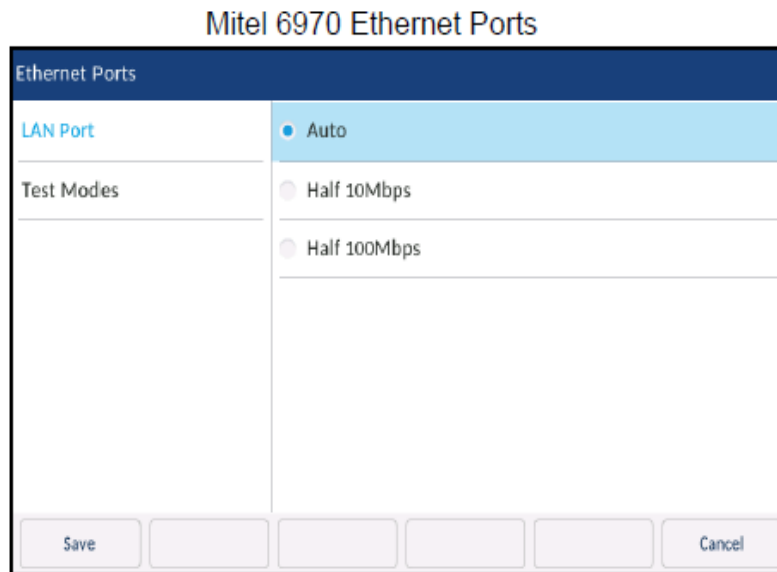 Mitel 6970 Ethernet Ports
Ethernet Ports
LAN Port
Auto
Test Modes
Half 10Mbps
Half 100Mbps
Save
Cancel